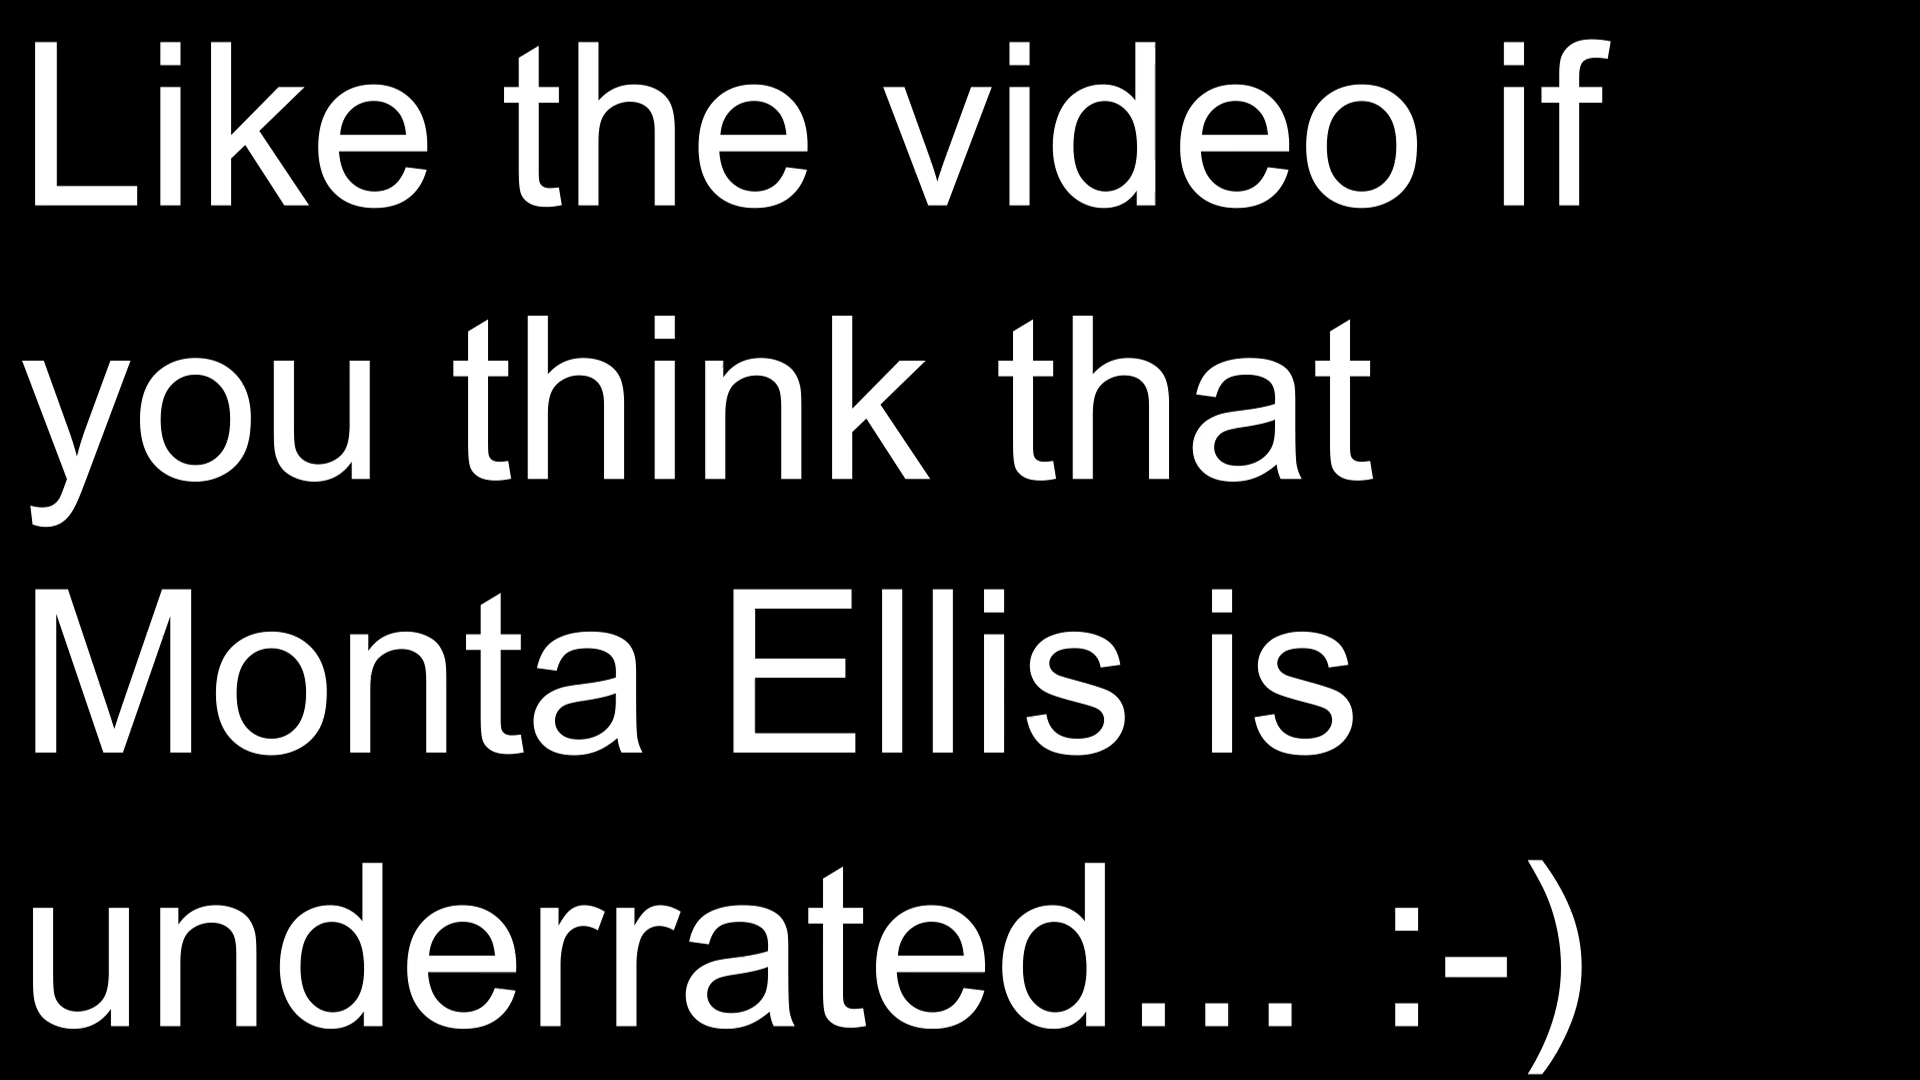 Like the video if
you think that
Monta Ellis is
underrated... :-)